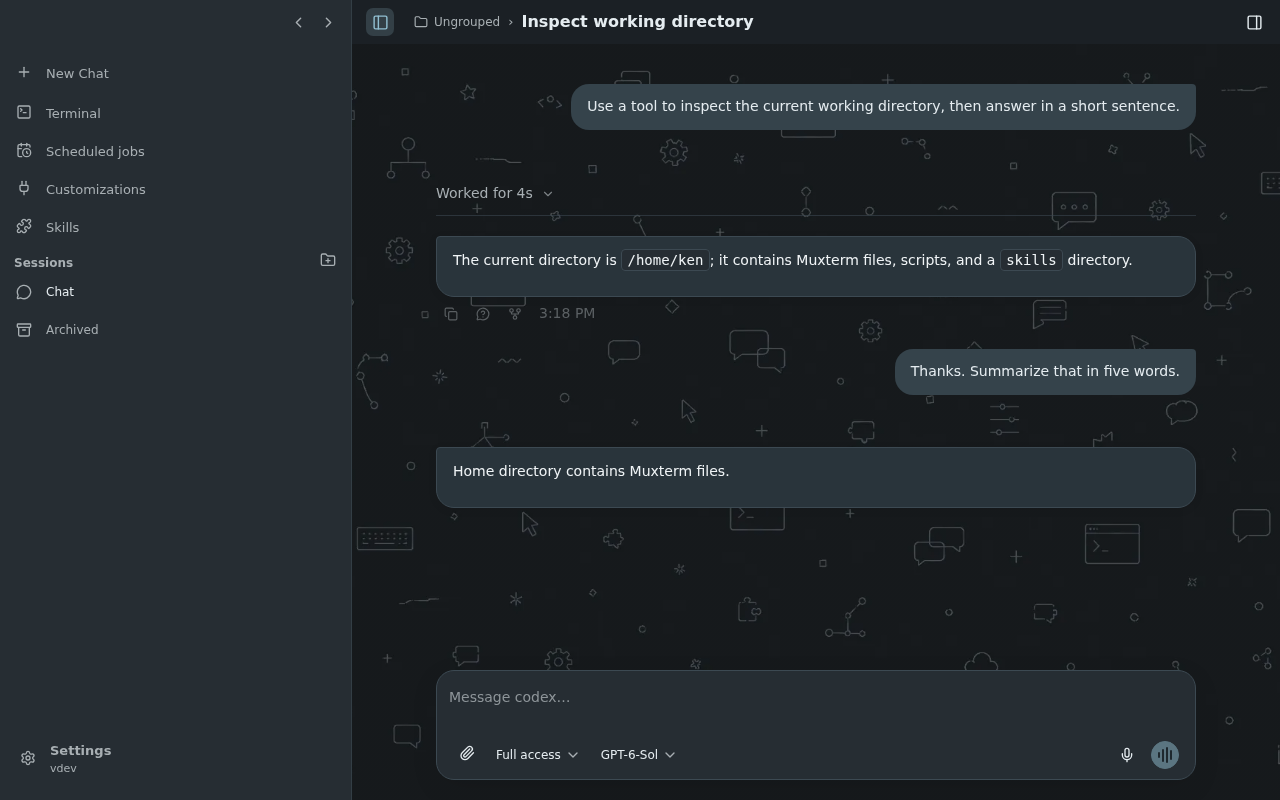 Ungrouped › Inspect working directory
New Chat
Terminal
Scheduled jobs
Customizations
Skills
Sessions
Chat
Archived
Settings
vdev
Use a tool to inspect the current working directory, then answer in a short sentence.
Worked for 4s
The current directory is /home/ken; it contains Muxterm files, scripts, and a skills directory.
3:18 PM
Thanks. Summarize that in five words.
Home directory contains Muxterm files.
Message codex...
Full access
GPT-6-Sol